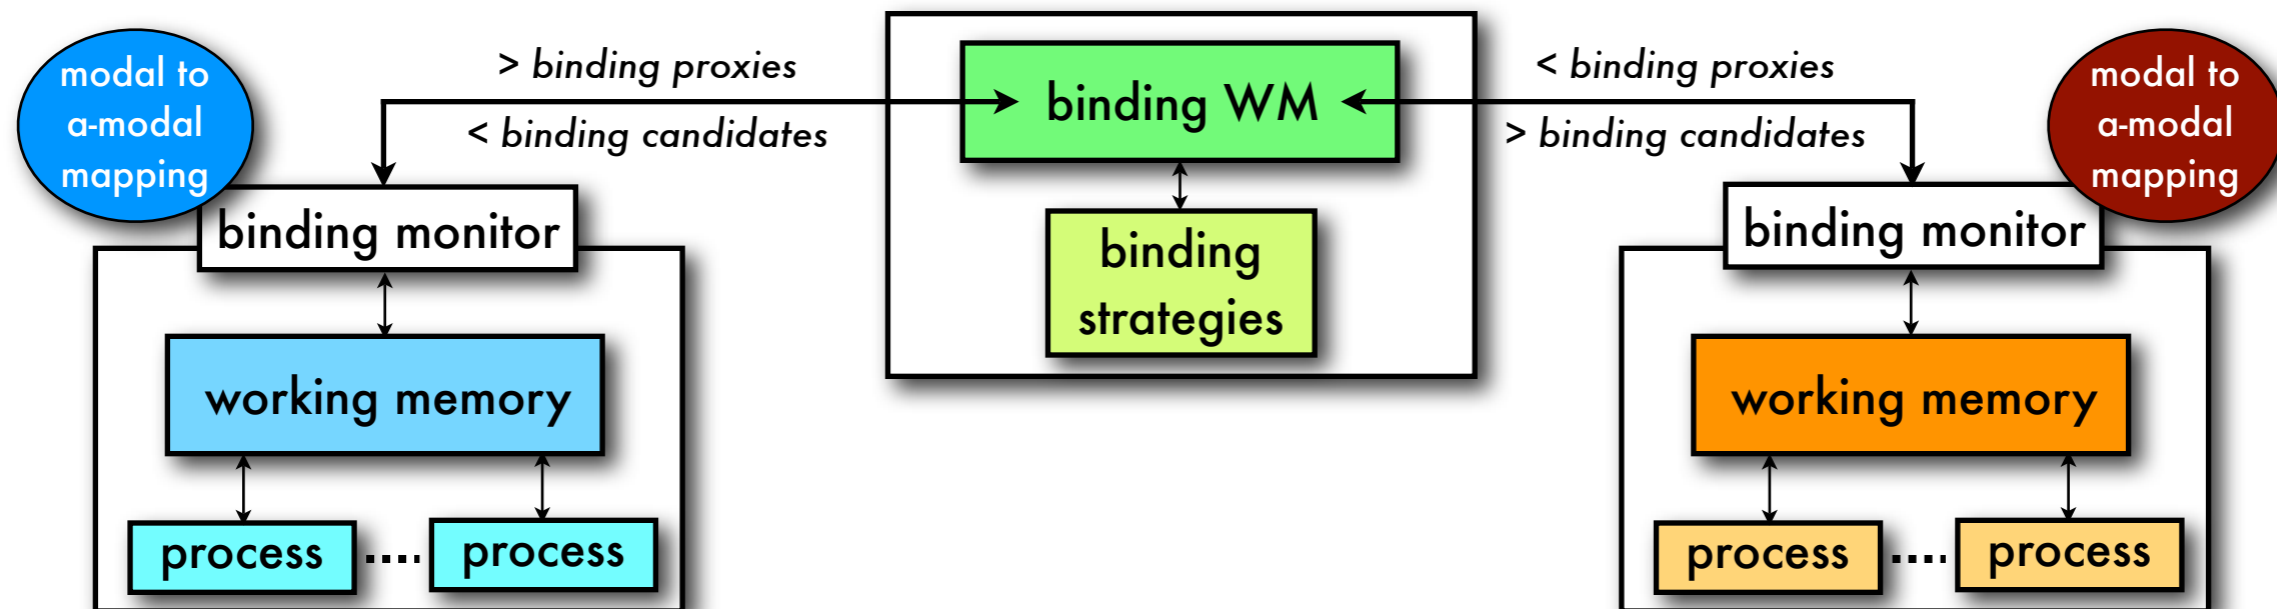 modal to
a-modal
mapping
> binding proxies
< binding candidates
binding WM
< binding proxies
> binding candidates
modal to
a-modal
mapping
binding monitor
binding
strategies
binding monitor
working memory
working memory
process .... process
process .... process